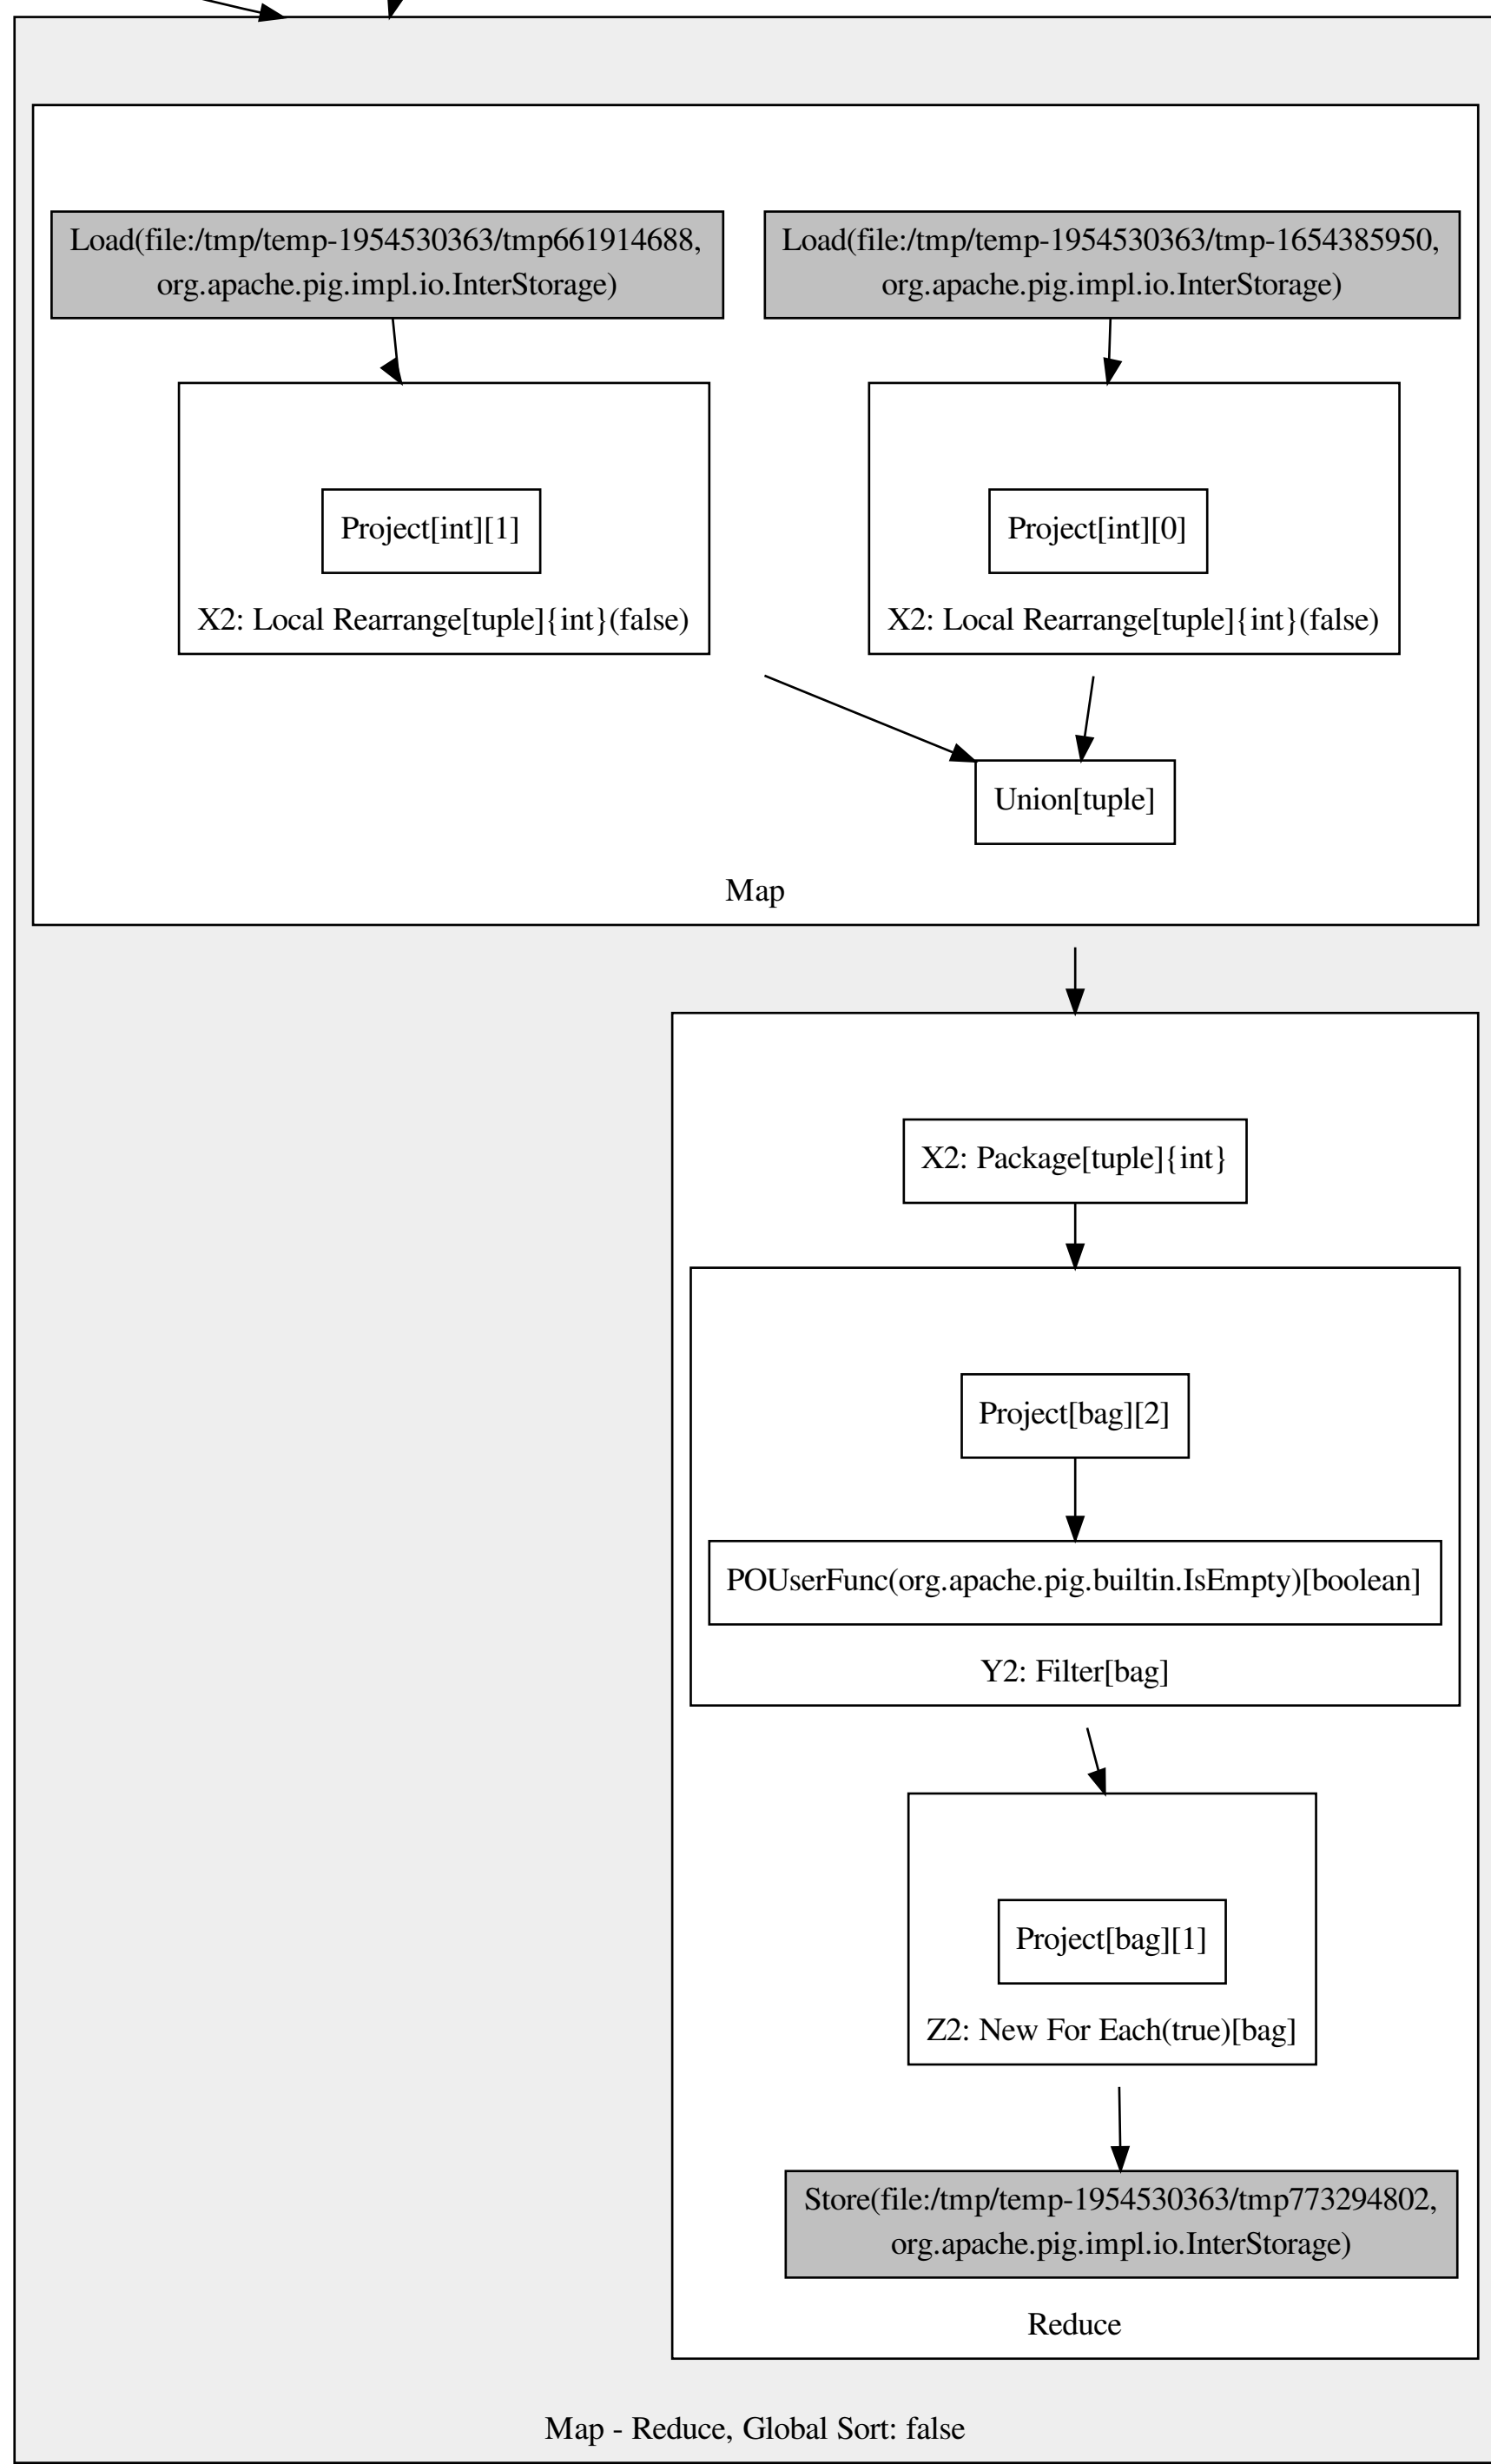 Load(file:/tmp/temp-1954530363/tmp661914688,
org.apache.pig.impl.io.InterStorage)
Load(file:/tmp/temp-1954530363/tmp-1654385950,
org.apache.pig.impl.io.InterStorage)
Project[int][1]
X2: Local Rearrange[tuple]{int}(false)
Project[int][0]
X2: Local Rearrange[tuple]{int}(false)
Union[tuple]
Map
X2: Package[tuple]{int}
Project[bag][2]
POUserFunc(org.apache.pig.builtin.IsEmpty)[boolean]
Y2: Filter[bag]
Project[bag][1]
Z2: New For Each(true)[bag]
Store(file:/tmp/temp-1954530363/tmp773294802,
org.apache.pig.impl.io.InterStorage)
Reduce
Map - Reduce, Global Sort: false